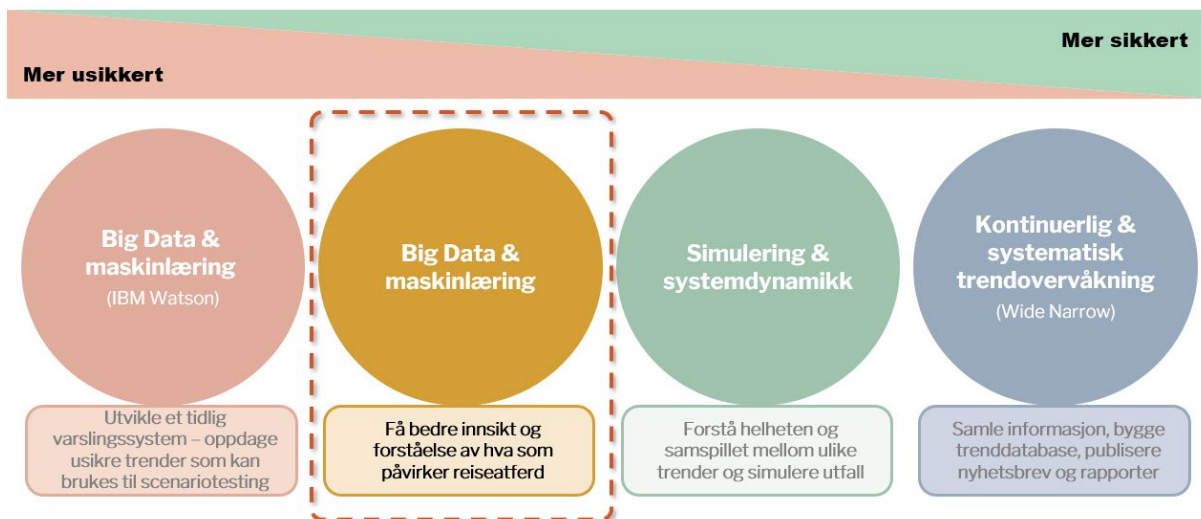 Mer sikkert
Mer usikkert
Big Data &
maskinlæring
(IBM Watson)
Utvikle et tidlig
varslingssystem – oppdage
usikre trender som kan
brukes til scenariotesting
Big Data &
maskinlæring
Få bedre innsikt og
forståelse av hva som
påvirker reiseatferd
Simulering &
systemdynamikk
Forstå helheten og
samspillet mellom ulike
trender og simulere utfall
Kontinuerlig &
systematisk
trendovervåkning
(Wide Narrow)
Samle informasjon, bygge
trenddatabase, publisere
nyhetsbrev og rapporter